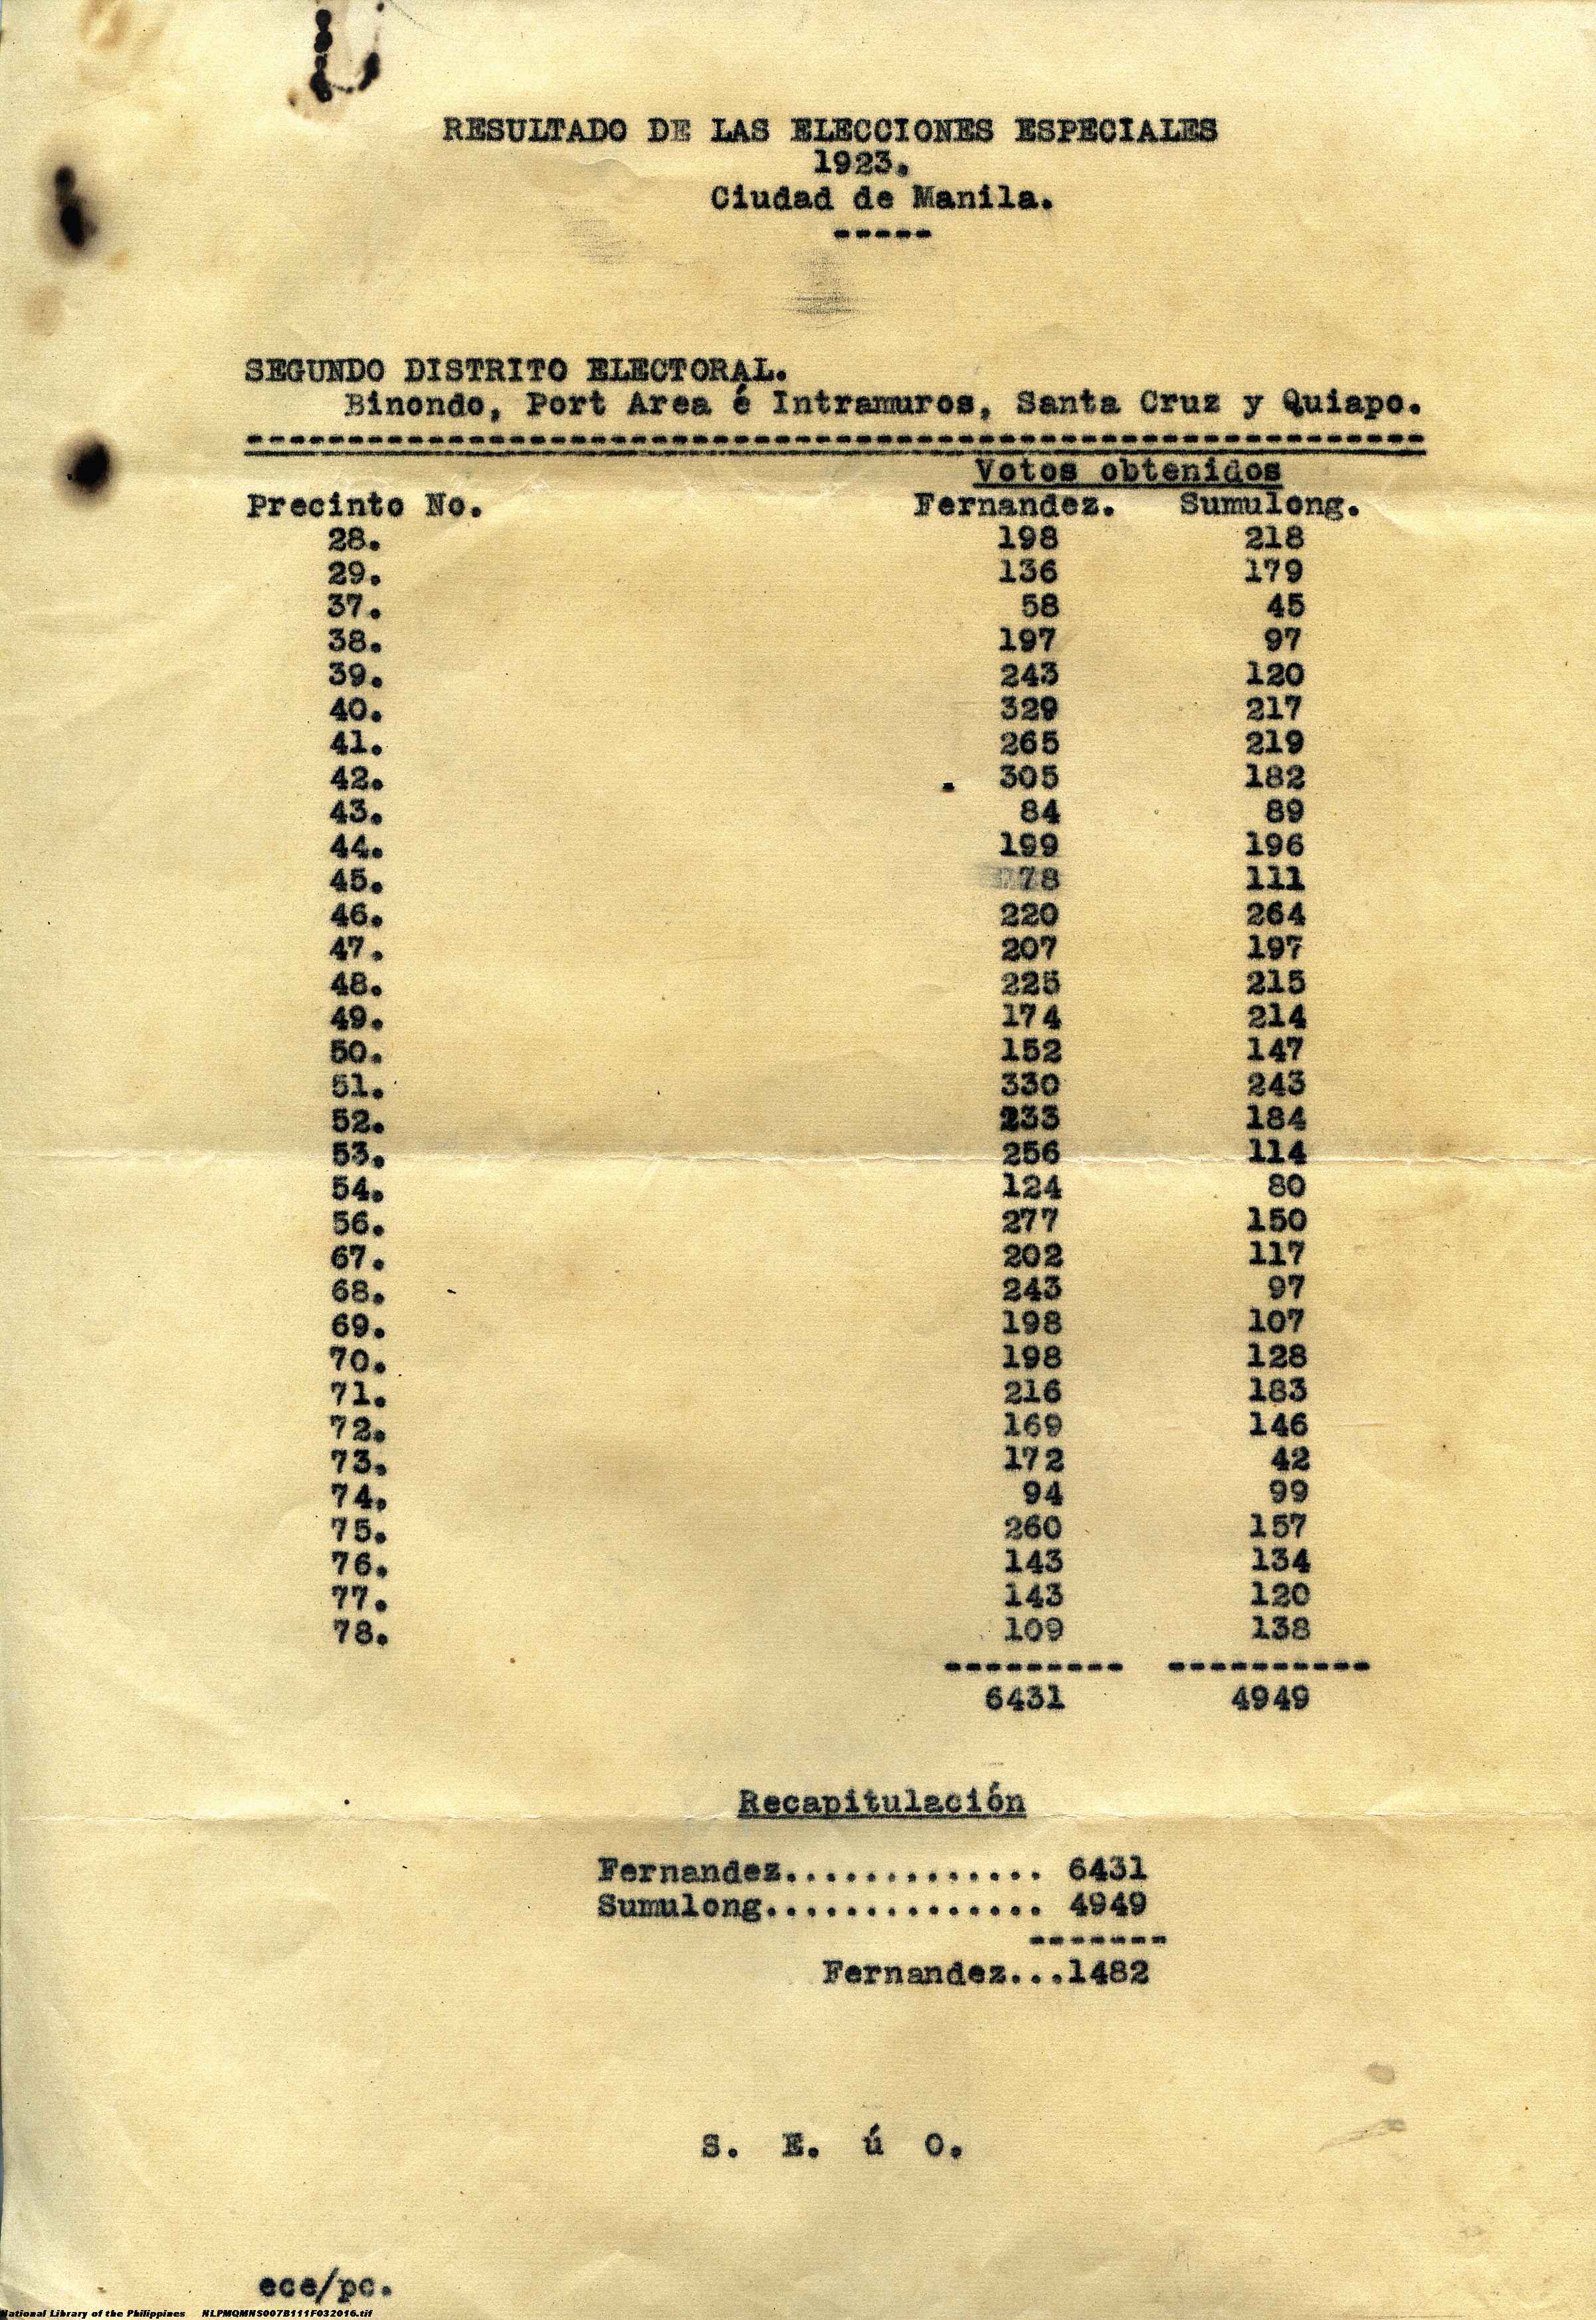 RESULTADO DE LAS ELECCIONES ESPECIALES
1923.
Ciudad de Manila.
-----
SEGUNDO DISTRITO ELECTORAL.
Binondo, Port Area é Intramuros, Santa Cruz y Quiapo.
Votos obtenidos
Precinto No. Fernandez. Sumulong.
28. 198 218
29. 136 179
37. 58 45
38. 197 97
39. 243 120
40. 329 217
41. 265 219
42. 305 182
43. 84 89
44. 199 196
45. 78 111
46. 220 264
47. 207 197
48. 225 215
49. 174 214
50. 152 147
51. 330 243
52. 233 184
53. 256 114
54. 124 80
56. 277 150
67. 202 117
68. 243 97
69. 198 107
70. 198 128
71. 216 183
72. 169 146
73. 172 42
74. 94 99
75. 260 157
76. 143 134
77. 143 120
78. 109 138
--------- ----------
6431 4949
Recapitulación
Fernandez............. 6431
Sumulong.............. 4949
-------
Fernandez...1482
S. E. ú O.
ece/pc.
National Library of the Philippines NLPMQMNS007B111F032016.tif